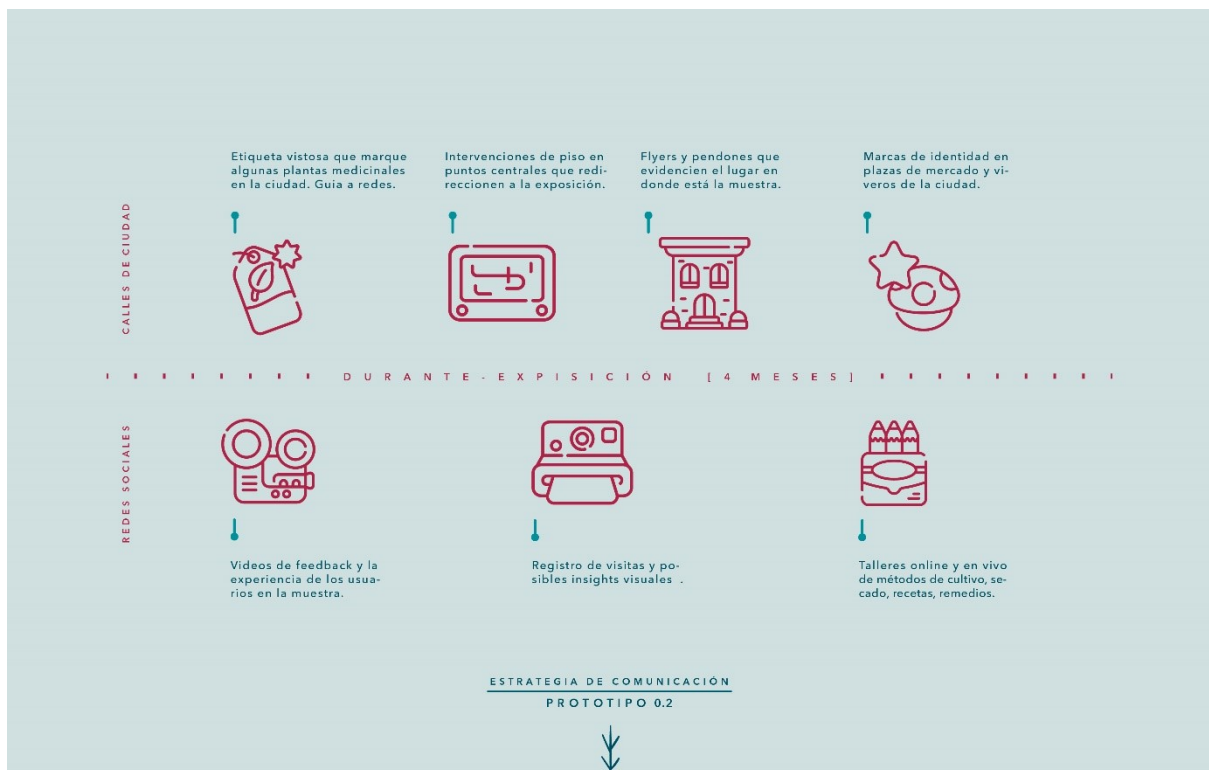 Etiqueta vistosa que marque
algunas plantas medicinales
en la ciudad. Guia a redes.
Intervenciones de piso en
puntos centrales que redi-
reccionen a la exposición.
Flyers y pendones que
evidencien el lugar en
donde está la muestra.
Marcas de identidad en
plazas de mercado y vi-
veros de la ciudad.
CALLES DE CIUDAD
DURANTE-EXPISICIÓN [4 MESES]
REDES SOCIALES
Videos de feedback y la
experiencia de los usua-
rios en la muestra.
Registro de visitas y po-
sibles insights visuales .
Talleres online y en vivo
de métodos de cultivo, se-
cado, recetas, remedios.
ESTRATEGIA DE COMUNICACIÓN
PROTOTIPO 0.2